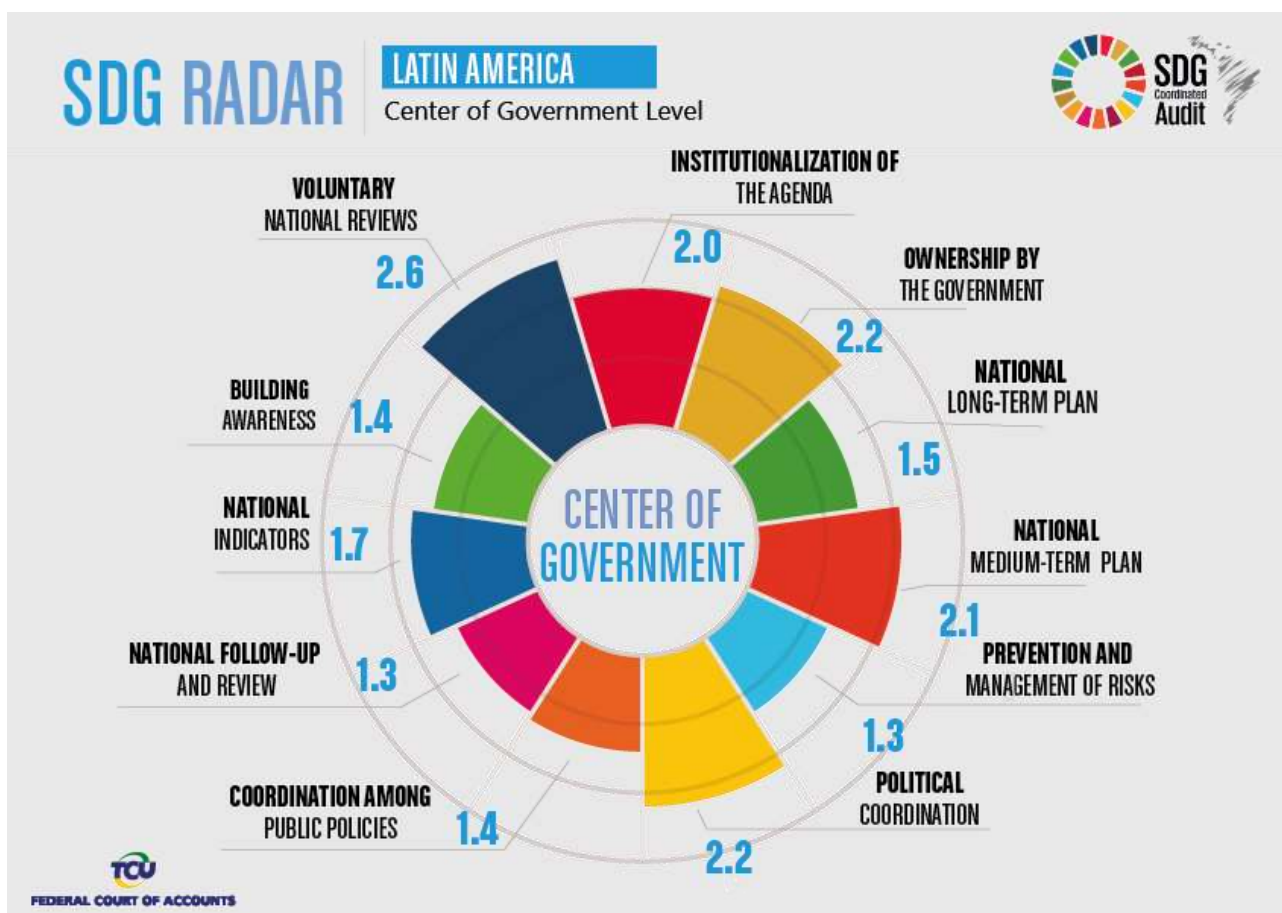 SDG RADAR
LATIN AMERICA
Center of Government Level
SDG
Coordinated
Audit
INSTITUTIONALIZATION OF
THE AGENDA
2.0
OWNERSHIP BY
THE GOVERNMENT
2.2
NATIONAL
LONG-TERM PLAN
1.5
NATIONAL
MEDIUM-TERM PLAN
2.1
PREVENTION AND
MANAGEMENT OF RISKS
1.3
POLITICAL
COORDINATION
2.2
COORDINATION AMONG
PUBLIC POLICIES
1.4
NATIONAL FOLLOW-UP
AND REVIEW
1.3
NATIONAL
INDICATORS
1.7
BUILDING
AWARENESS
1.4
VOLUNTARY
NATIONAL REVIEWS
2.6
CENTER OF
GOVERNMENT
TCU
FEDERAL COURT OF ACCOUNTS